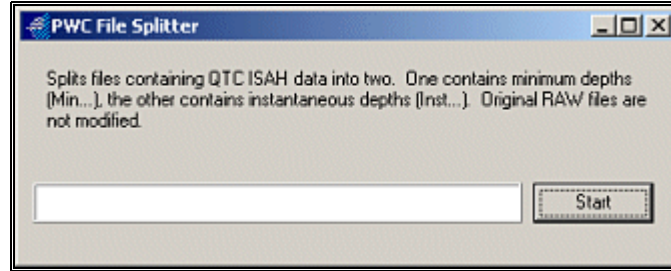 PWC File Splitter
Splits files containing QTC ISAH data into two. One contains minimum depths
(Min...), the other contains instantaneous depths (Inst...). Original RAW files are
not modified.
Start